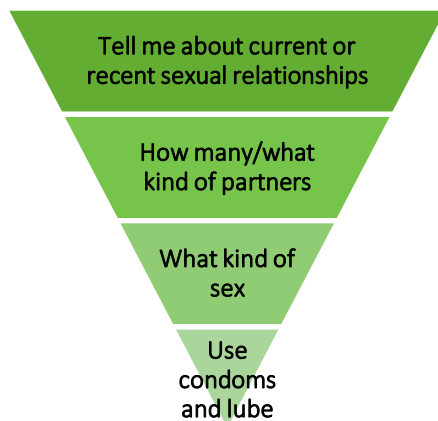 Tell me about current or
recent sexual relationships
How many/what
kind of partners
What kind of
sex
Use
condoms
and lube